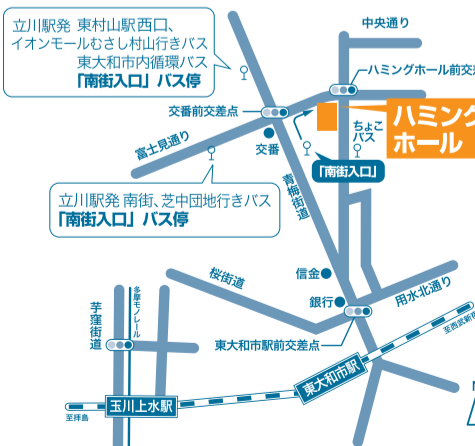 立川駅発 東村山駅西口、
イオンモールむさし村山行きバス
東大和市内循環バス
「南街入口」バス停
中央通り
ハミングホール前交
交番前交差点
ハミング
ホール
ちょこ
バス
富士見通り
交番
「南街入口」
立川駅発 南街、芝中団地行きバス
「南街入口」バス停
青梅街道
信金
桜街道
銀行
用水北通り
多摩モノレール
芋窪街道
東大和市駅前交差点
至西武新宿
東大和市駅
玉川上水駅
至拝島